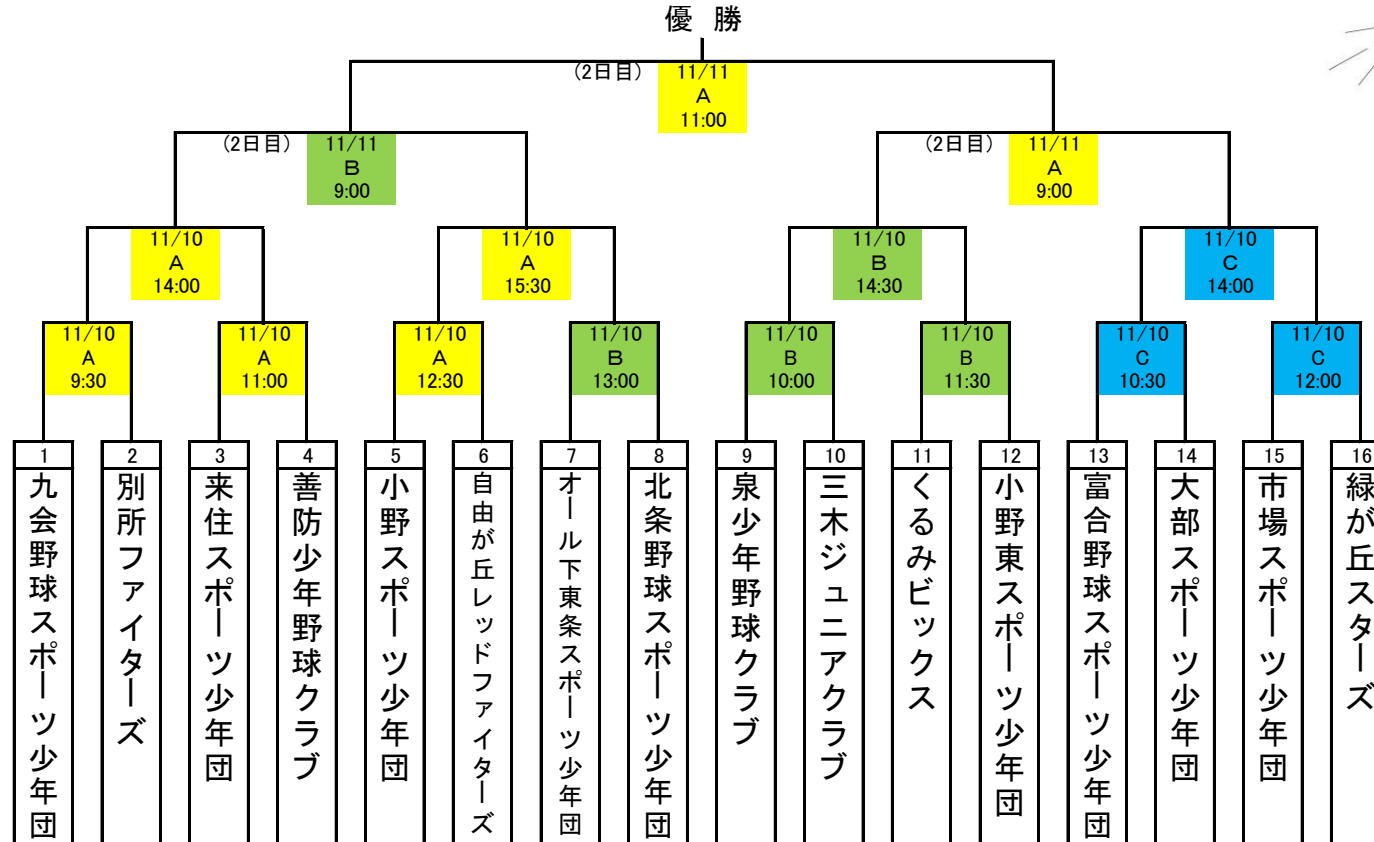 優 勝
(2日目)
11/11
A
11:00
(2日目)
11/11
B
9:00
(2日目)
11/11
A
9:00
11/10
A
14:00
11/10
A
15:30
11/10
B
14:30
11/10
C
14:00
11/10
A
9:30
11/10
A
11:00
11/10
A
12:30
11/10
B
13:00
11/10
B
10:00
11/10
B
11:30
11/10
C
10:30
11/10
C
12:00
1
九会野球スポーツ少年団
2
別所ファイターズ
3
来住スポーツ少年団
4
善防少年野球クラブ
5
小野スポーツ少年団
6
自由が丘レッドファイターズ
7
オール下東条スポーツ少年団
8
北条野球スポーツ少年団
9
泉少年野球クラブ
10
三木ジュニアクラブ
11
くるみビックス
12
小野東スポーツ少年団
13
富合野球スポーツ少年団
14
大部スポーツ少年団
15
市場スポーツ少年団
16
緑が丘スターズ